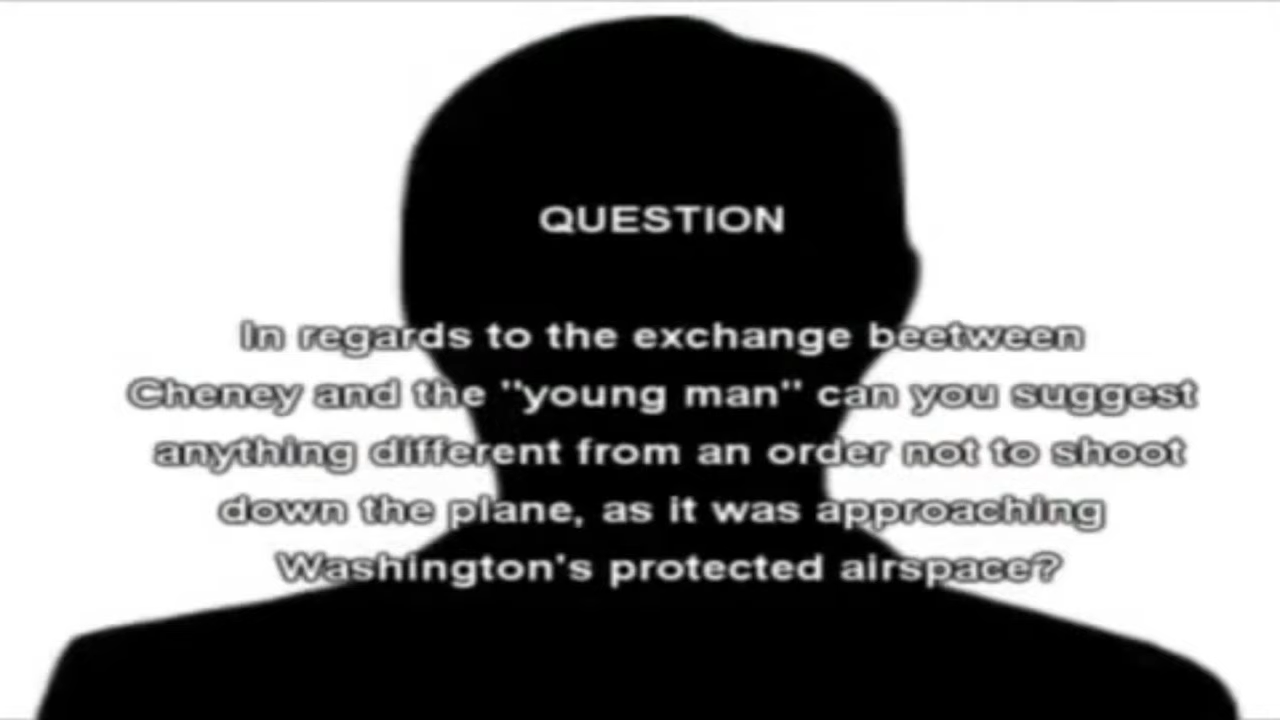 QUESTION
In regards to the exchange beetween
Cheney and the "young man" can you suggest
anything different from an order not to shoot
down the plane, as it was approaching
Washington's protected airspace?